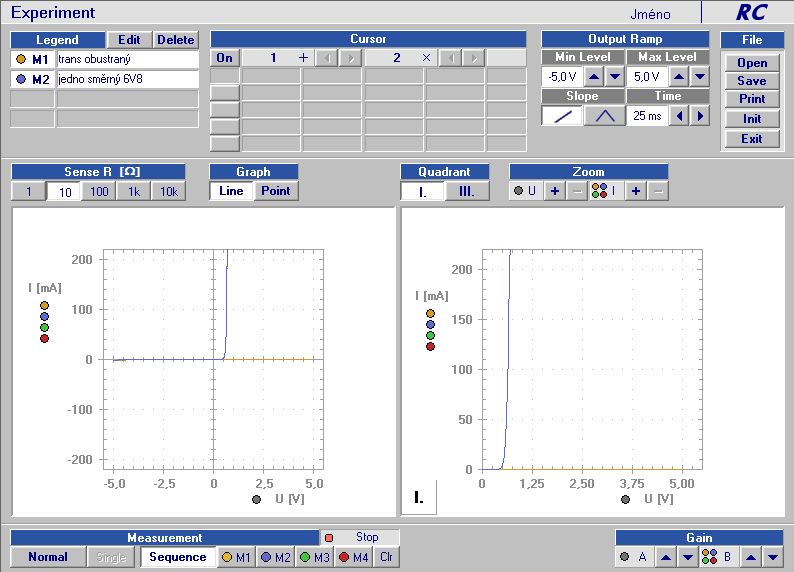 Experiment Jméno RC
Legend Edit Delete
M1 trans obustraný
M2 jedno směrný 6V8
Cursor
On 1 + 2 ×
Output Ramp
Min Level Max Level
-5,0 V 5,0 V
Slope Time
25 ms
File
Open
Save
Print
Init
Exit
Sense R [Ω]
1 10 100 1k 10k
Graph
Line Point
Quadrant
I. III.
Zoom
U + − I + −
200
I [mA]
100
0
-100
-200
-5,0 -2,5 0 2,5 5,0
U [V]
200
I [mA]
150
100
50
0
0 1,25 2,50 3,75 5,00
I. U [V]
Measurement Stop
Normal Single Sequence M1 M2 M3 M4 Clr
Gain
A B